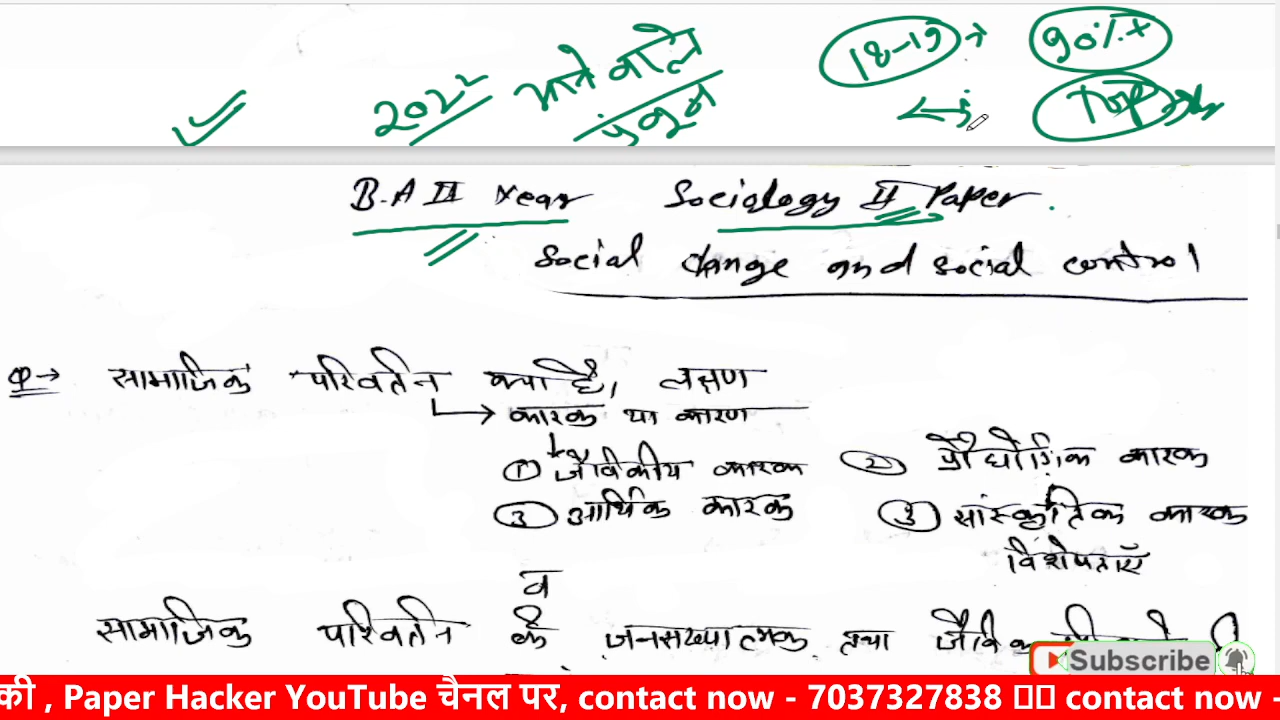 2022 आने वाले 18-19 → 90%+
एग्जाम Top
B.A II Year Sociology II Paper.
Social change and social control
Q→ सामाजिक परिवर्तन क्या है, लक्षण
कारक या कारण
① जैविकीय कारक ② प्रौद्योगिक कारक
③ आर्थिक कारक ④ सांस्कृतिक कारक
विशेषताएँ
व
सामाजिक परिवर्तन के जनसंख्यात्मक तथा
Subscribe
की , Paper Hacker YouTube चैनल पर, contact now - 7037327838 contact now -